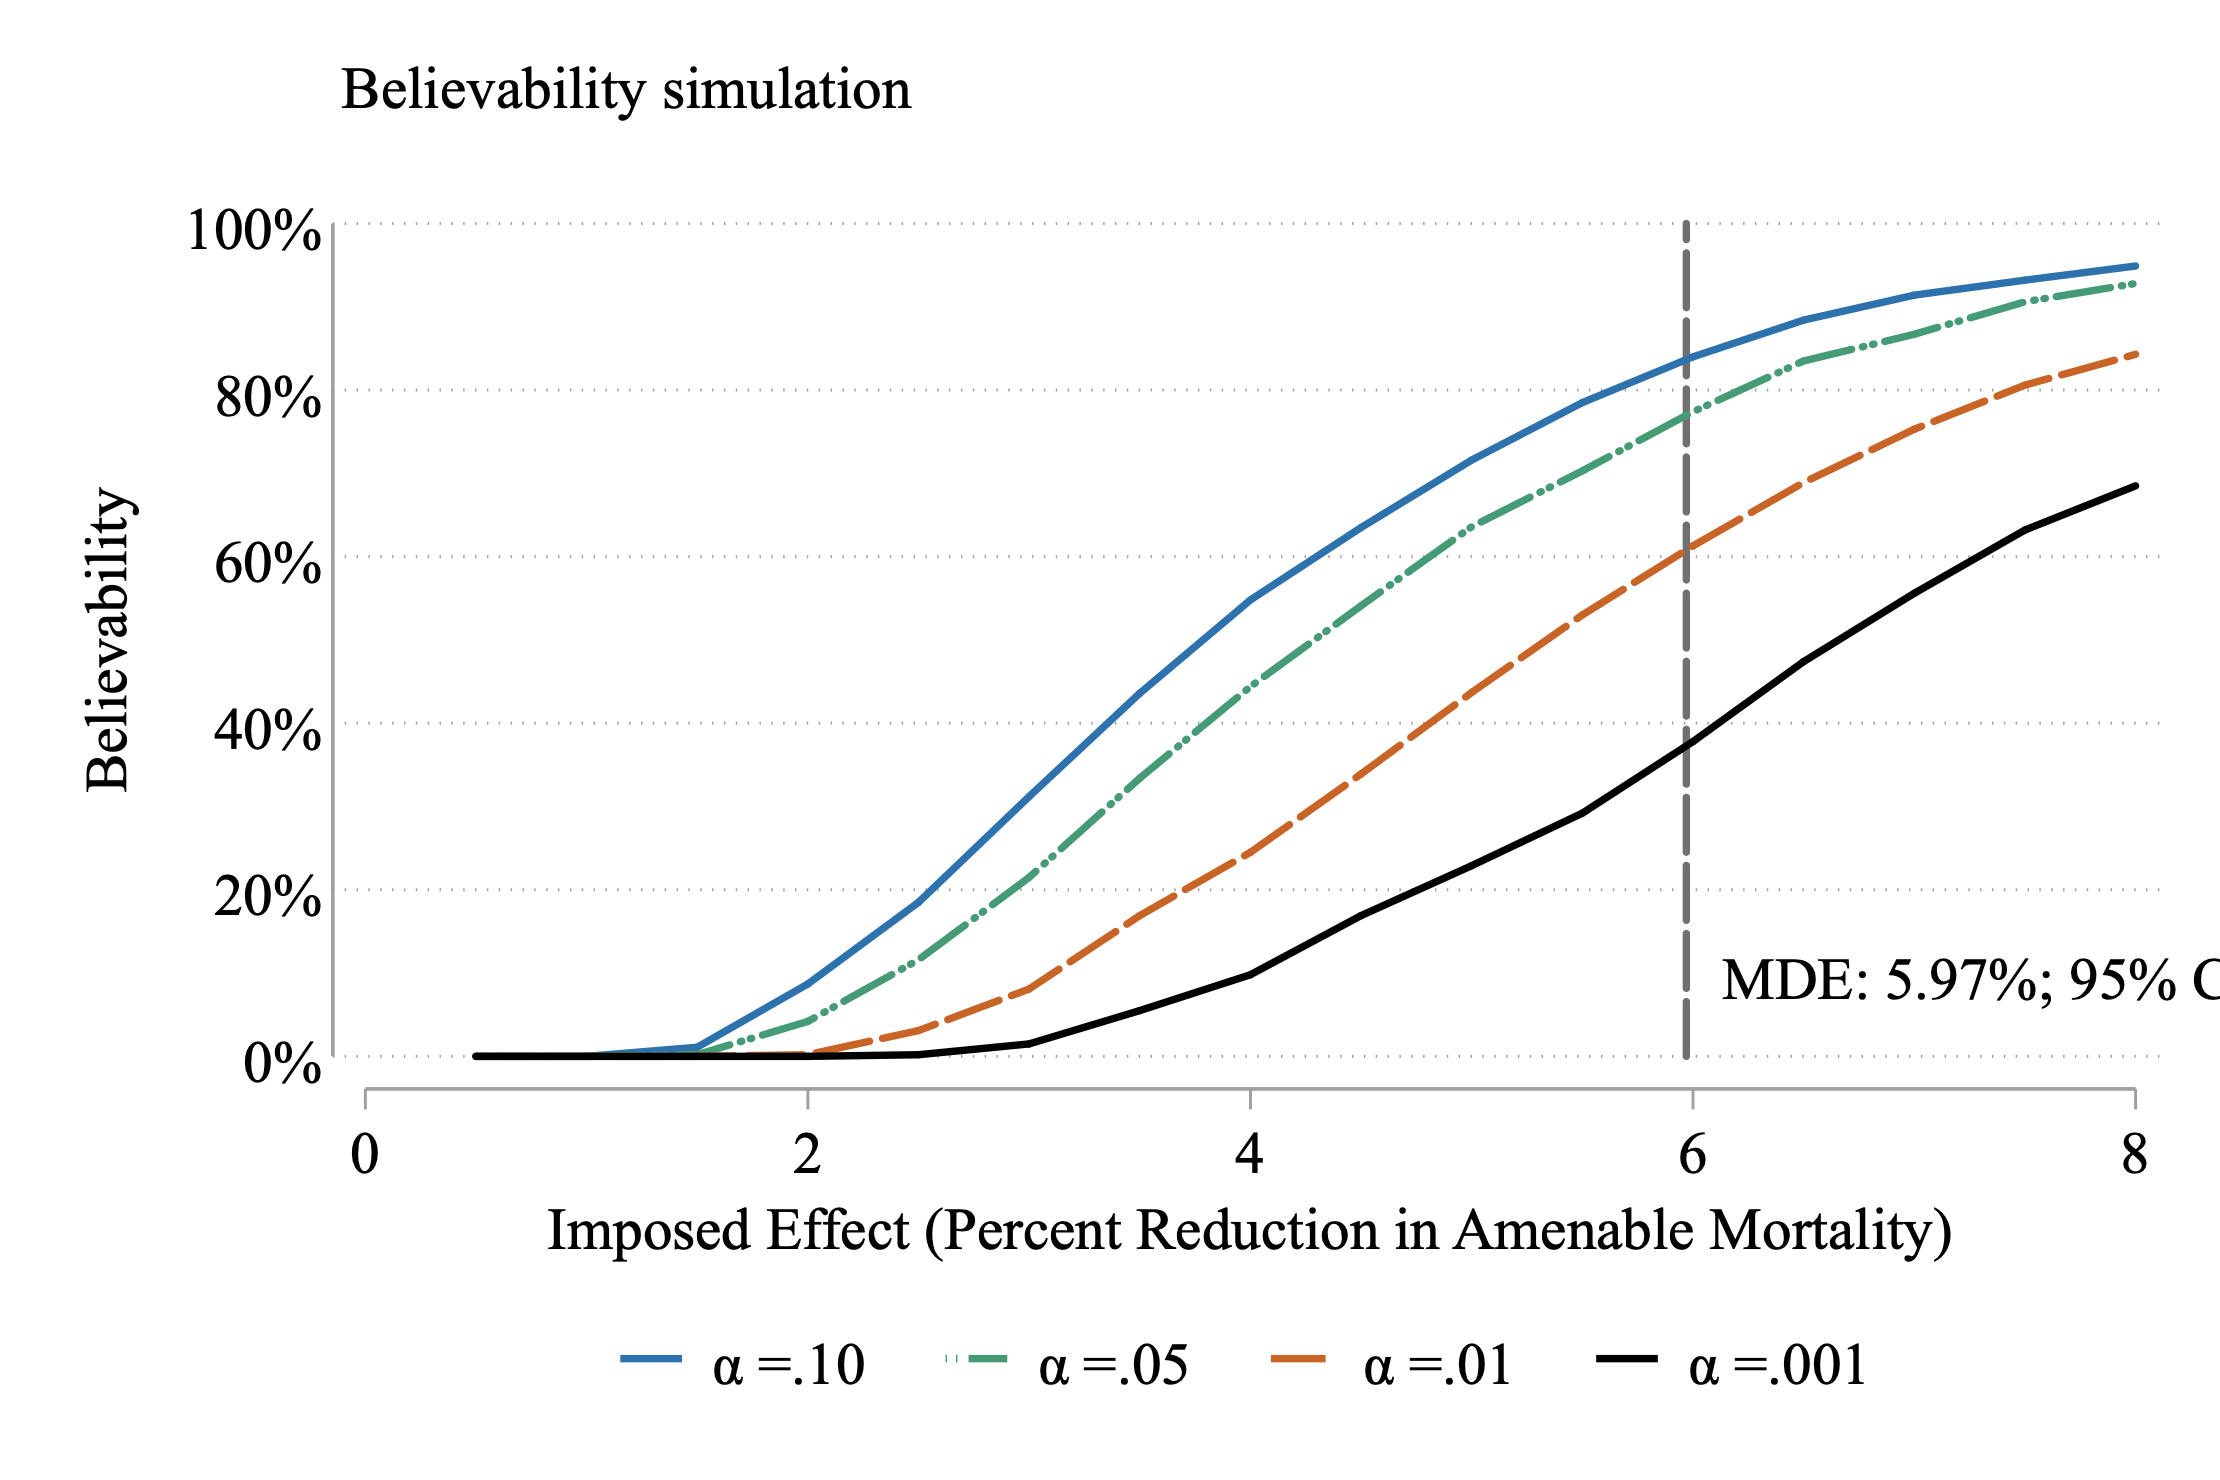 Believability simulation
100%
80%
60%
40%
20%
0%
Believability
MDE: 5.97%; 95% C
0 2 4 6 8
Imposed Effect (Percent Reduction in Amenable Mortality)
α =.10 α =.05 α =.01 α =.001